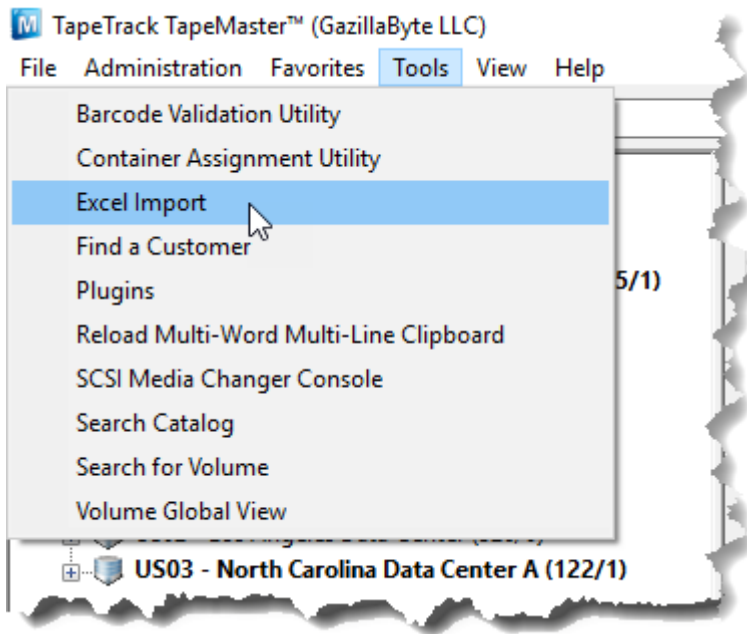 TapeTrack TapeMaster™ (GazillaByte LLC)
File Administration Favorites Tools View Help
Barcode Validation Utility
Container Assignment Utility
Excel Import
Find a Customer
5/1)
Plugins
Reload Multi-Word Multi-Line Clipboard
SCSI Media Changer Console
Search Catalog
Search for Volume
Volume Global View
US03 - North Carolina Data Center A (122/1)